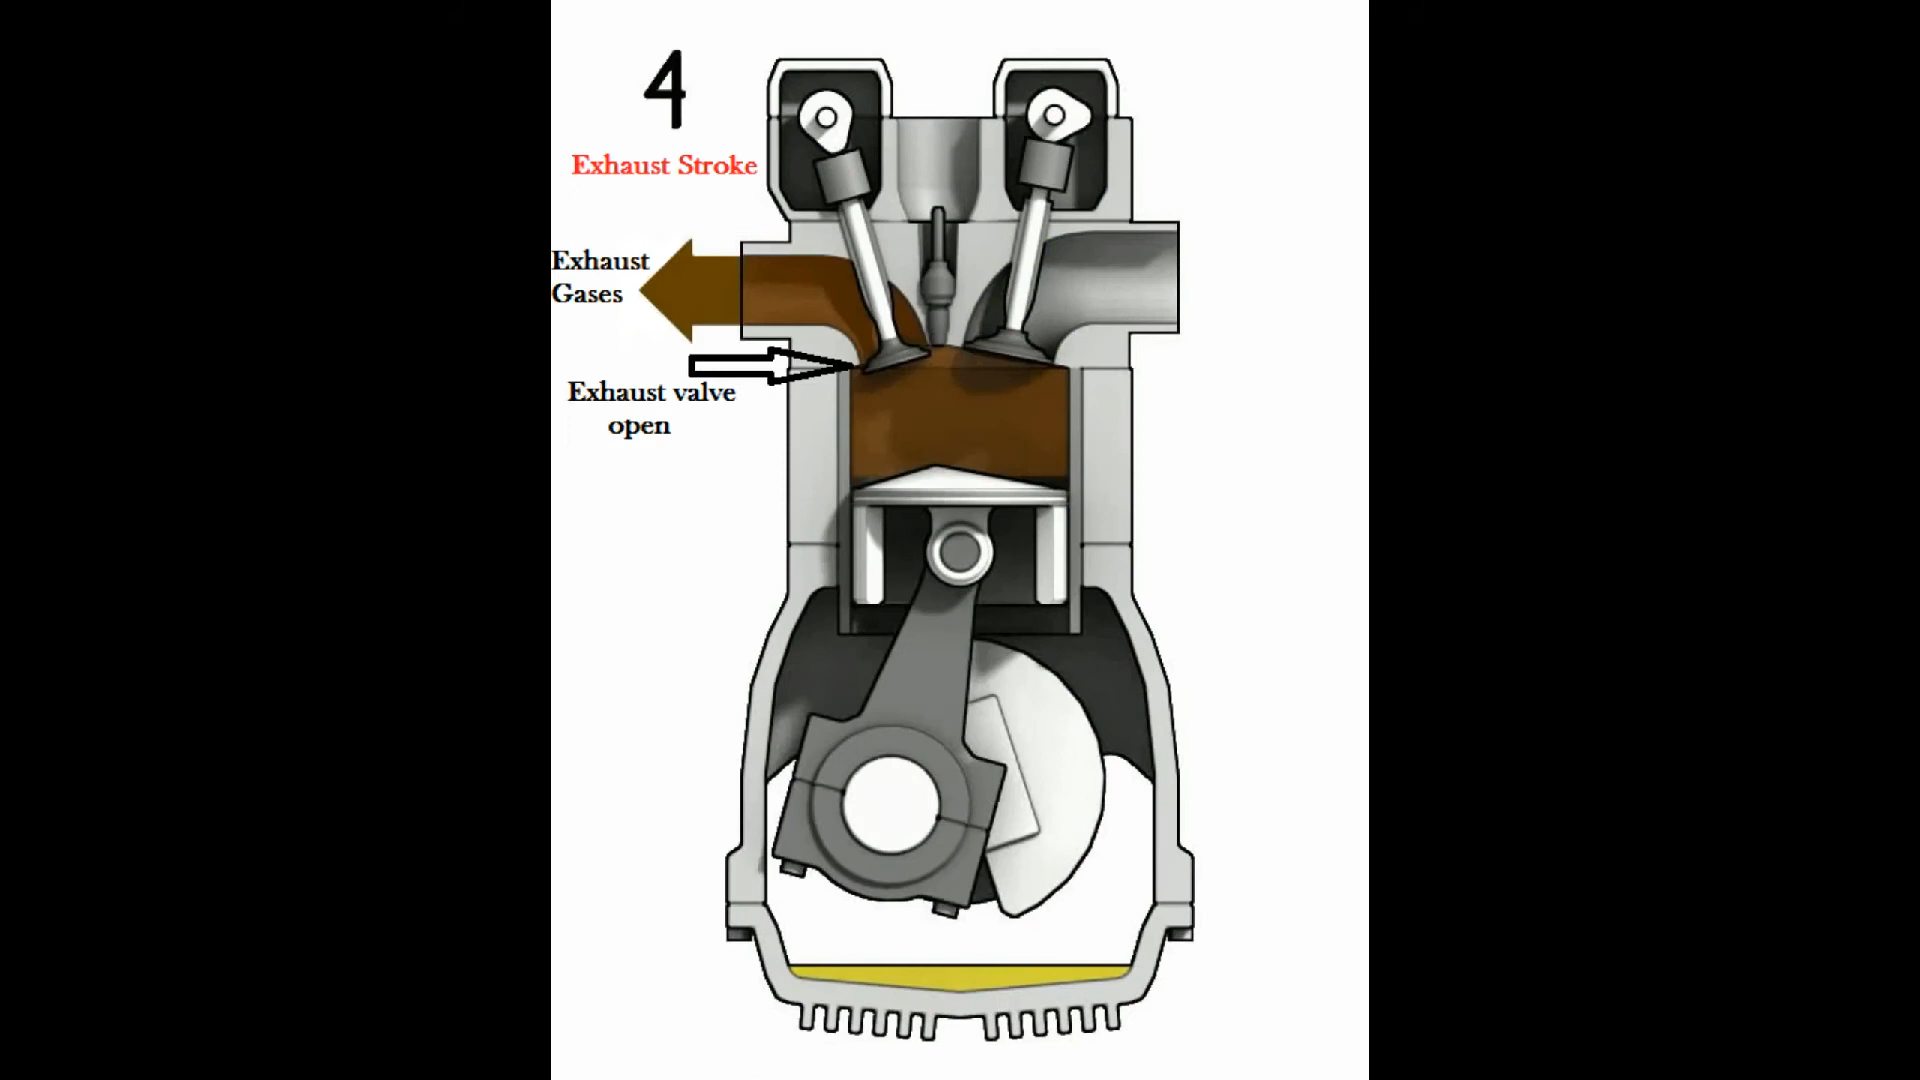 4
Exhaust Stroke
Exhaust
Gases
Exhaust valve
open